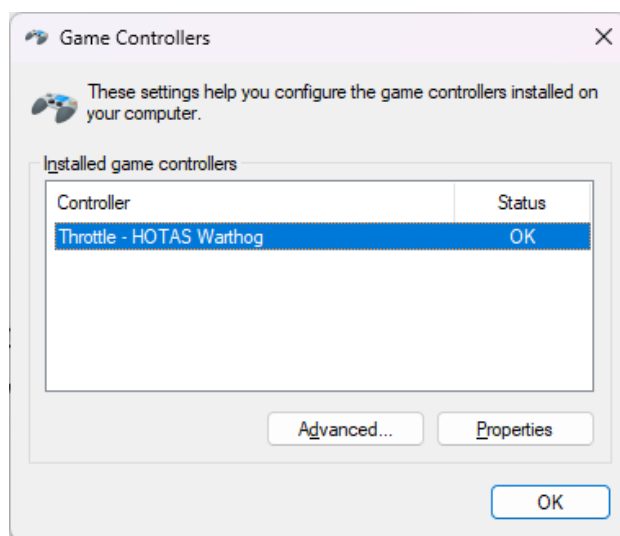 Game Controllers
These settings help you configure the game controllers installed on
your computer.
Installed game controllers
Controller Status
Throttle - HOTAS Warthog OK
Advanced... Properties
OK